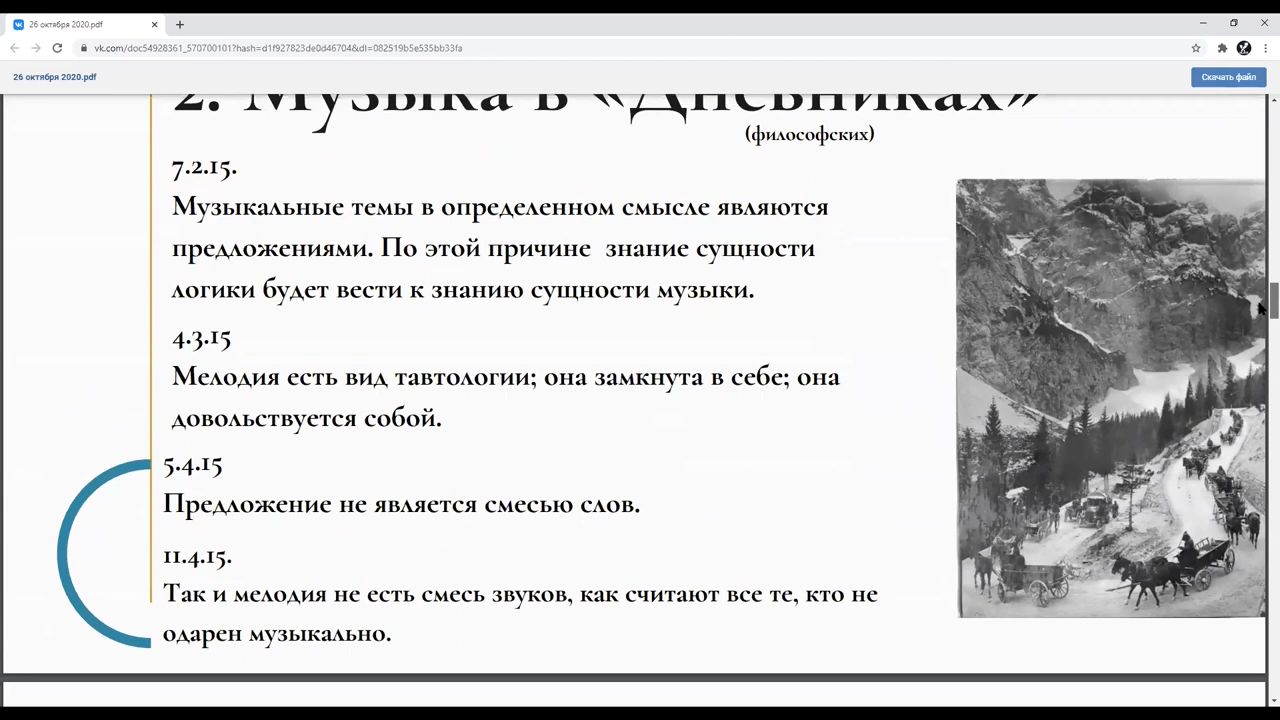 26 октября 2020.pdf
vk.com/doc54928361_570700101?hash=d1f927823de0d46704&dl=082519b5e535bb33fa
26 октября 2020.pdf
Скачать файл
2. Музыка в «Дневниках»
(философских)
7.2.15.
Музыкальные темы в определенном смысле являются
предложениями. По этой причине знание сущности
логики будет вести к знанию сущности музыки.
4.3.15
Мелодия есть вид тавтологии; она замкнута в себе; она
довольствуется собой.
5.4.15
Предложение не является смесью слов.
11.4.15.
Так и мелодия не есть смесь звуков, как считают все те, кто не
одарен музыкально.